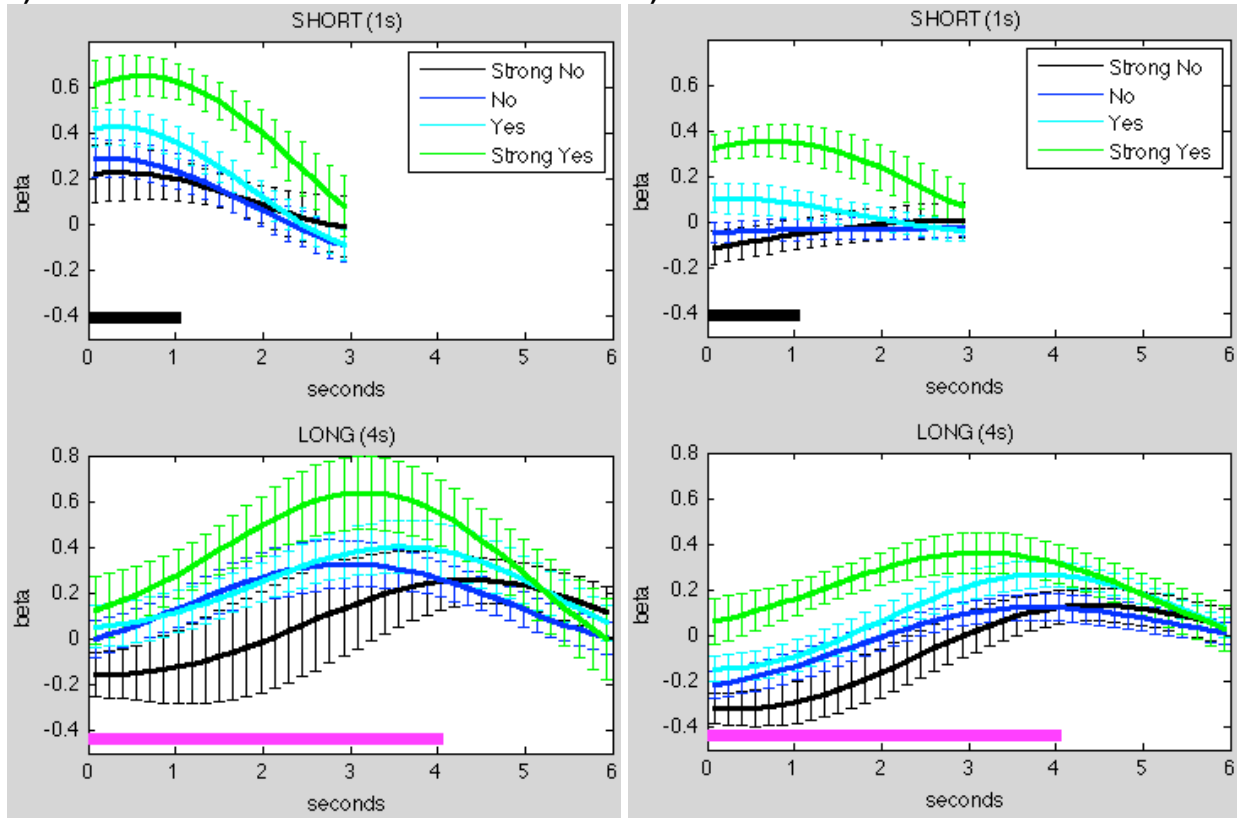 SHORT (1s)
0.6
0.4
0.2
0
-0.2
-0.4
beta
Strong No
No
Yes
Strong Yes
0 1 2 3 4 5 6
seconds
LONG (4s)
0.8
0.6
0.4
0.2
0
-0.2
-0.4
beta
0 1 2 3 4 5 6
seconds
SHORT (1s)
0.6
0.4
0.2
0
-0.2
-0.4
beta
Strong No
No
Yes
Strong Yes
0 1 2 3 4 5 6
seconds
LONG (4s)
0.8
0.6
0.4
0.2
0
-0.2
-0.4
beta
0 1 2 3 4 5 6
seconds